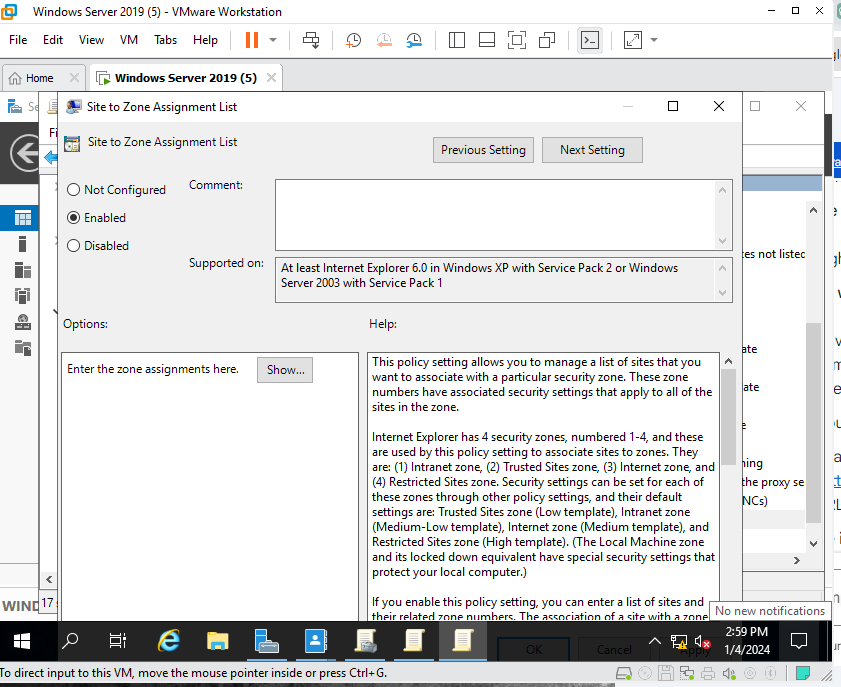 Windows Server 2019 (5) - VMware Workstation
File Edit View VM Tabs Help
Home
Windows Server 2019 (5)
Se
Site to Zone Assignment List
Fi
Site to Zone Assignment List
Previous Setting
Next Setting
Not Configured
Comment:
Enabled
Disabled
Supported on:
At least Internet Explorer 6.0 in Windows XP with Service Pack 2 or Windows
Server 2003 with Service Pack 1
tes not listed
Options:
Help:
ate
ate
e
ning
the proxy se
NCs)
Enter the zone assignments here.
Show...
This policy setting allows you to manage a list of sites that you
want to associate with a particular security zone. These zone
numbers have associated security settings that apply to all of the
sites in the zone.
Internet Explorer has 4 security zones, numbered 1-4, and these
are used by this policy setting to associate sites to zones. They
are: (1) Intranet zone, (2) Trusted Sites zone, (3) Internet zone, and
(4) Restricted Sites zone. Security settings can be set for each of
these zones through other policy settings, and their default
settings are: Trusted Sites zone (Low template), Intranet zone
(Medium-Low template), Internet zone (Medium template), and
Restricted Sites zone (High template). (The Local Machine zone
and its locked down equivalent have special security settings that
protect your local computer.)
If you enable this policy setting, you can enter a list of sites and
their related zone numbers. The association of a site with a zone
WIND
17
No new notifications
OK
Cancel
Apply
2:59 PM
1/4/2024
To direct input to this VM, move the mouse pointer inside or press Ctrl+G.